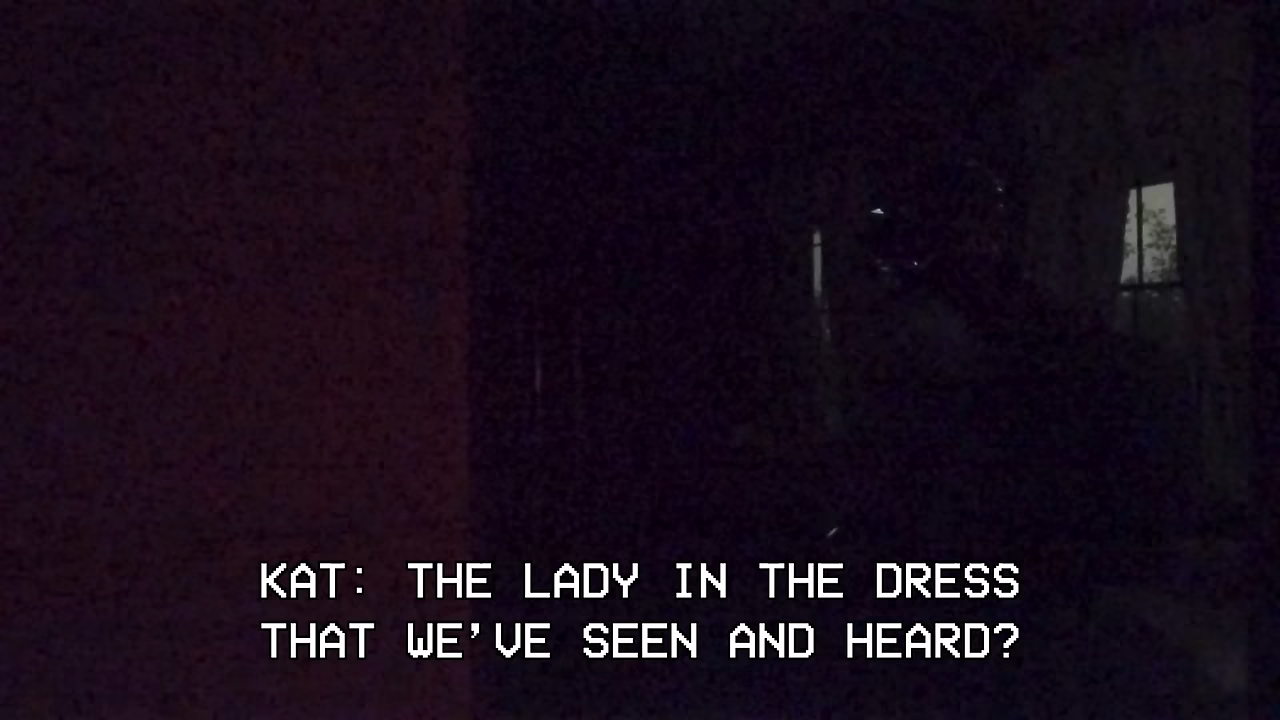 KAT: THE LADY IN THE DRESS
THAT WE'VE SEEN AND HEARD?